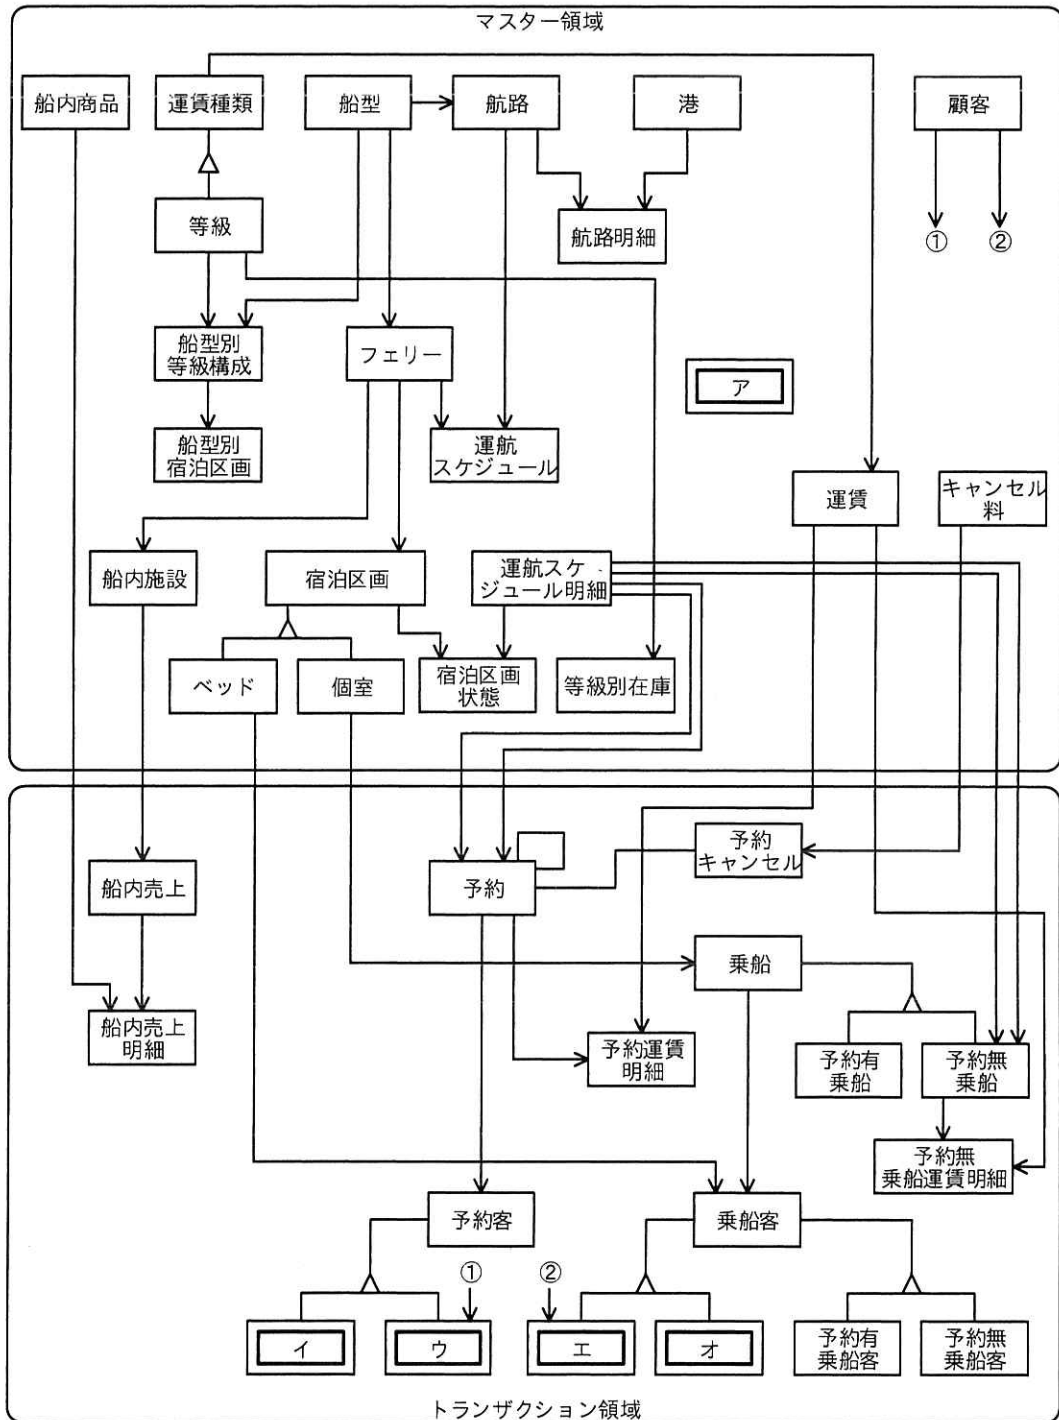 マスター領域
船内商品
運賃種類
船型
航路
港
顧客
等級
航路明細
①
②
船型別
等級構成
フェリー
ア
船型別
宿泊区画
運航
スケジュール
運賃
キャンセル
料
船内施設
宿泊区画
運航スケ
ジュール明細
ベッド
個室
宿泊区画
状態
等級別在庫
予約
キャンセル
船内売上
予約
乗船
船内売上
明細
予約運賃
明細
予約有
乗船
予約無
乗船
予約無
乗船運賃明細
予約客
乗船客
①
②
イ
ウ
エ
オ
予約有
乗船客
予約無
乗船客
トランザクション領域